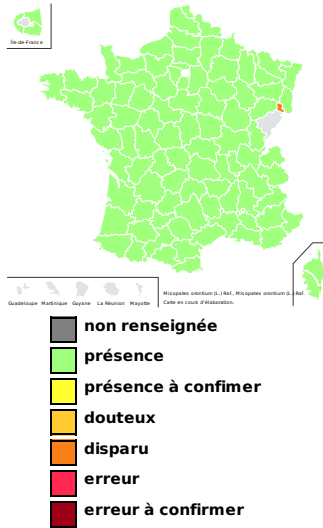 Île-de-France
Guadeloupe Martinique Guyane La Réunion Mayotte
Misopates orontium (L.) Raf., Misopates orontium (L.) Raf.
Carte en cours d'élaboration.
non renseignée
présence
présence à confimer
douteux
disparu
erreur
erreur à confirmer